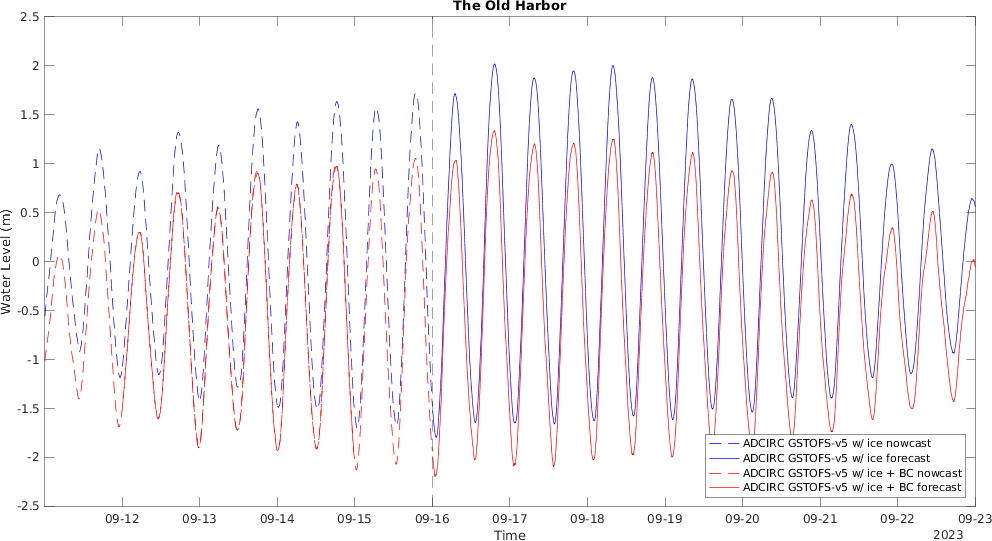 The Old Harbor
2.5
2
1.5
1
0.5
0
-0.5
-1
-1.5
-2
-2.5
Water Level (m)
ADCIRC GSTOFS-v5 w/ ice nowcast
ADCIRC GSTOFS-v5 w/ ice forecast
ADCIRC GSTOFS-v5 w/ ice + BC nowcast
ADCIRC GSTOFS-v5 w/ ice + BC forecast
09-12 09-13 09-14 09-15 09-16 09-17 09-18 09-19 09-20 09-21 09-22 09-23
Time
2023